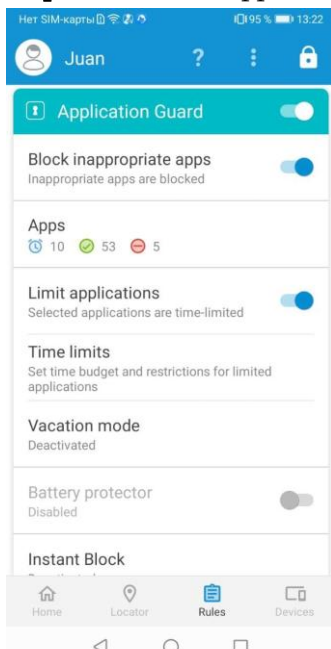 Нет SIM-карты 95 % 13:22
Juan ?
Application Guard
Block inappropriate apps
Inappropriate apps are blocked
Apps
10 53 5
Limit applications
Selected applications are time-limited
Time limits
Set time budget and restrictions for limited
applications
Vacation mode
Deactivated
Battery protector
Disabled
Instant Block
Home Locator Rules Devices